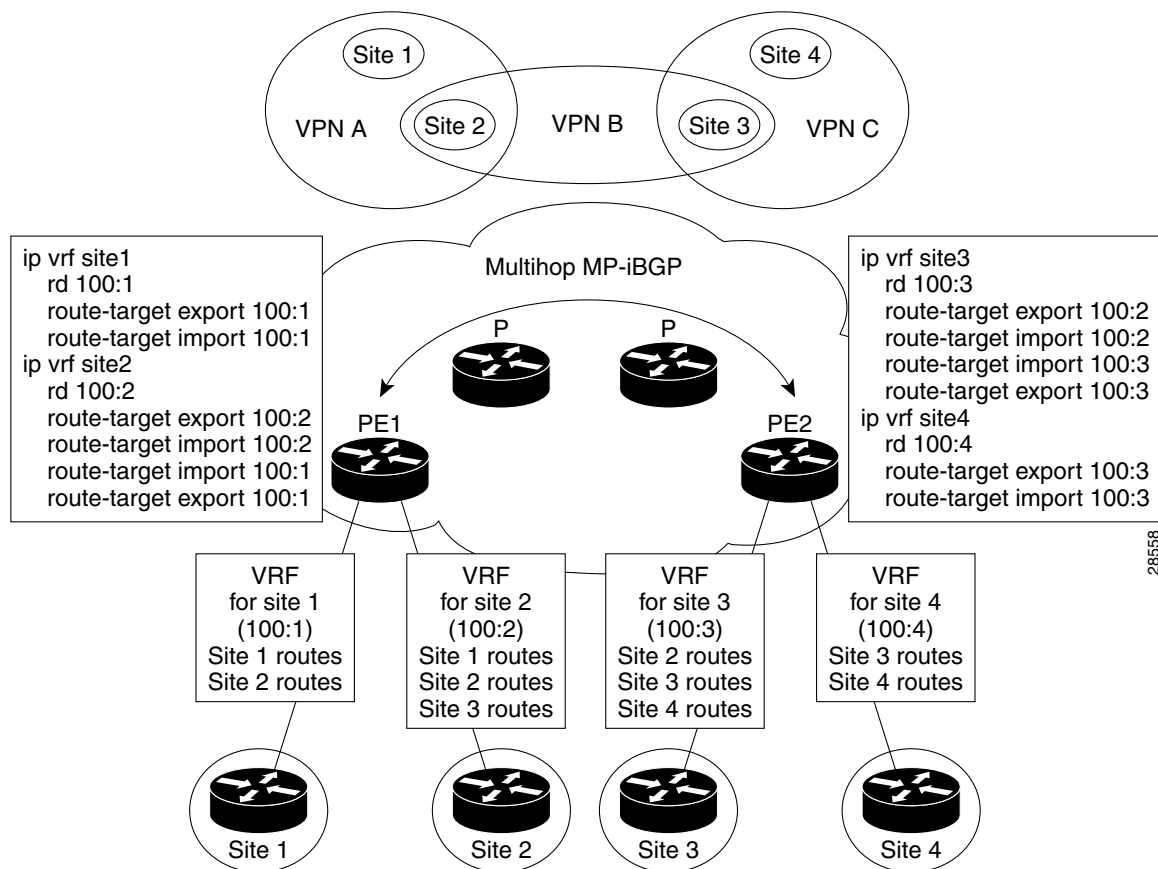 Site 1
Site 4
VPN A
Site 2
VPN B
Site 3
VPN C
ip vrf site1
rd 100:1
route-target export 100:1
route-target import 100:1
ip vrf site2
rd 100:2
route-target export 100:2
route-target import 100:2
route-target import 100:1
route-target export 100:1
Multihop MP-iBGP
P
P
PE1
PE2
ip vrf site3
rd 100:3
route-target export 100:2
route-target import 100:2
route-target import 100:3
route-target export 100:3
ip vrf site4
rd 100:4
route-target export 100:3
route-target import 100:3
28558
VRF
for site 1
(100:1)
Site 1 routes
Site 2 routes
VRF
for site 2
(100:2)
Site 1 routes
Site 2 routes
Site 3 routes
VRF
for site 3
(100:3)
Site 2 routes
Site 3 routes
Site 4 routes
VRF
for site 4
(100:4)
Site 3 routes
Site 4 routes
Site 1
Site 2
Site 3
Site 4